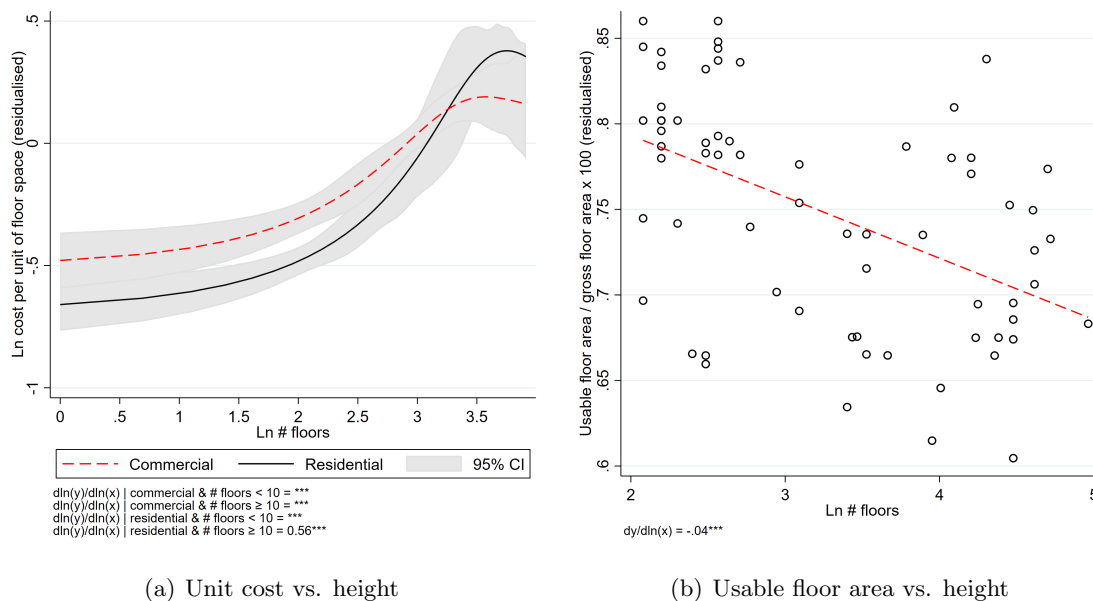 Ln cost per unit of floor space (residualised)
.5
0
-.5
-1
0 .5 1 1.5 2 2.5 3 3.5
Ln # floors
Commercial Residential 95% CI
dln(y)/dln(x) | commercial & # floors < 10 = ***
dln(y)/dln(x) | commercial & # floors ≥ 10 = ***
dln(y)/dln(x) | residential & # floors < 10 = ***
dln(y)/dln(x) | residential & # floors ≥ 10 = 0.56***
(a) Unit cost vs. height
Usable floor area / gross floor area x 100 (residualised)
.85
.8
.75
.7
.65
.6
2 3 4 5
Ln # floors
dy/dln(x) = -.04***
(b) Usable floor area vs. height